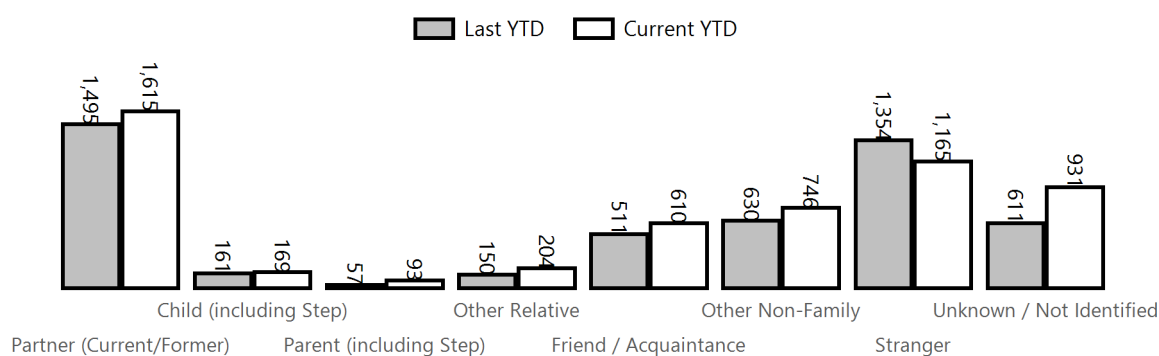 Last YTD Current YTD
1,495 1,615 161 169 57 93 150 204 511 610 630 746 1,354 1,165 611 931
Child (including Step) Other Relative Other Non-Family Unknown / Not Identified
Partner (Current/Former) Parent (including Step) Friend / Acquaintance Stranger